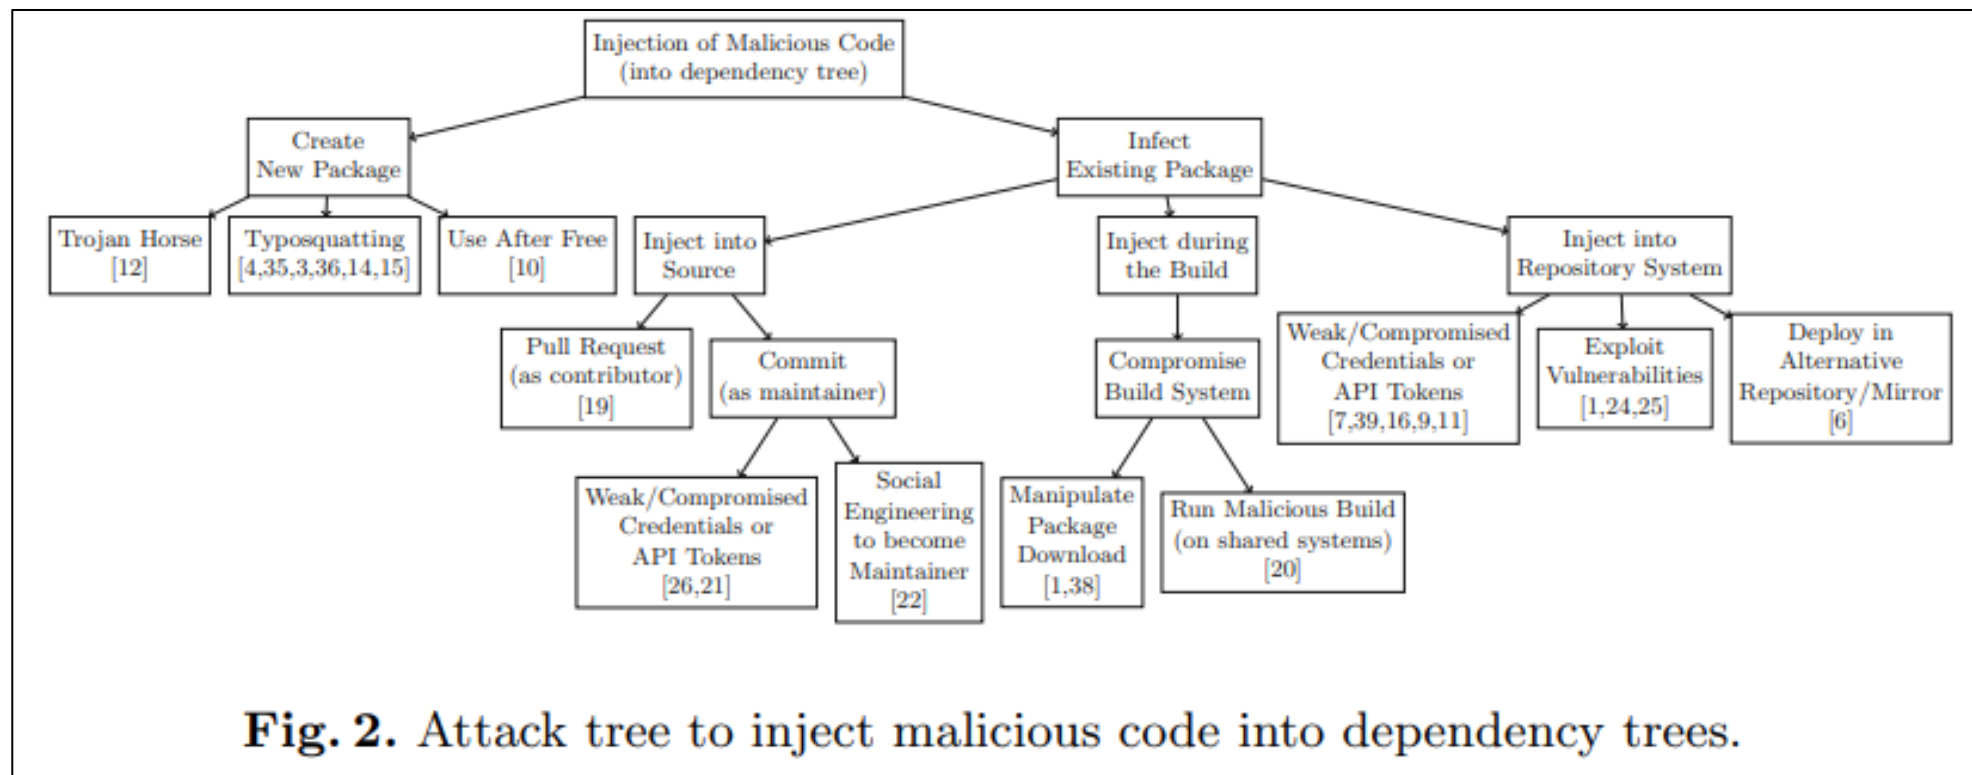 Injection of Malicious Code
(into dependency tree)
Create
New Package
Infect
Existing Package
Trojan Horse
[12]
Typosquatting
[4,35,3,36,14,15]
Use After Free
[10]
Inject into
Source
Inject during
the Build
Inject into
Repository System
Pull Request
(as contributor)
[19]
Commit
(as maintainer)
Compromise
Build System
Weak/Compromised
Credentials or
API Tokens
[7,39,16,9,11]
Exploit
Vulnerabilities
[1,24,25]
Deploy in
Alternative
Repository/Mirror
[6]
Weak/Compromised
Credentials or
API Tokens
[26,21]
Social
Engineering
to become
Maintainer
[22]
Manipulate
Package
Download
[1,38]
Run Malicious Build
(on shared systems)
[20]
Fig. 2. Attack tree to inject malicious code into dependency trees.